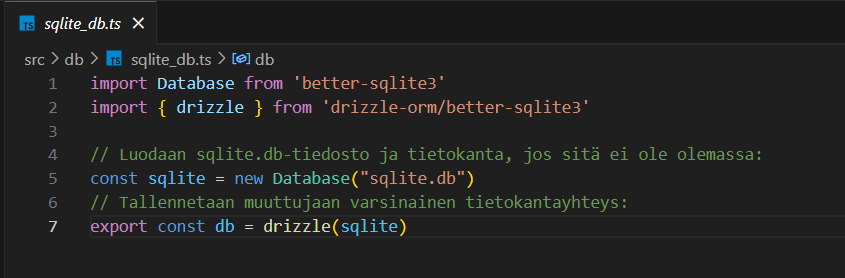 TS sqlite_db.ts ×
src > db > TS sqlite_db.ts > db
1 import Database from 'better-sqlite3'
2 import { drizzle } from 'drizzle-orm/better-sqlite3'
3
4 // Luodaan sqlite.db-tiedosto ja tietokanta, jos sitä ei ole olemassa:
5 const sqlite = new Database("sqlite.db")
6 // Tallennetaan muuttujaan varsinainen tietokantayhteys:
7 export const db = drizzle(sqlite)